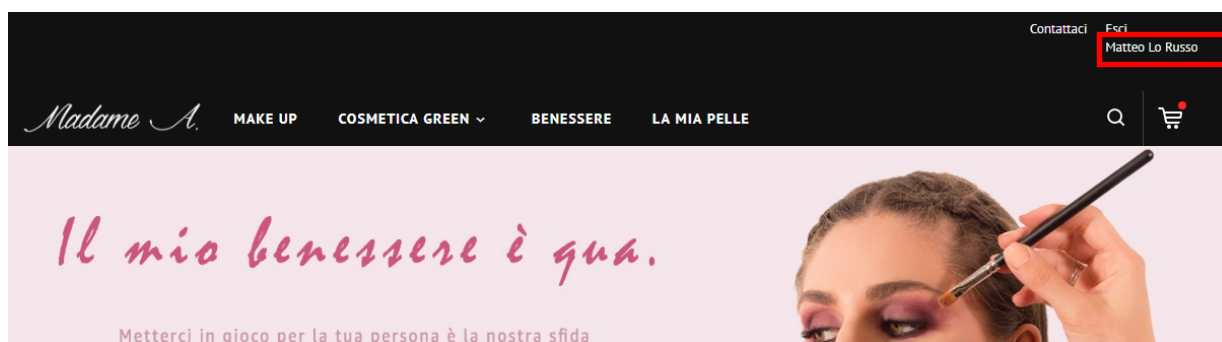 Contattaci Esci
Matteo Lo Russo
Madame A. MAKE UP COSMETICA GREEN BENESSERE LA MIA PELLE
Il mio benessere è qua.
Metterci in gioco per la tua persona è la nostra sfida